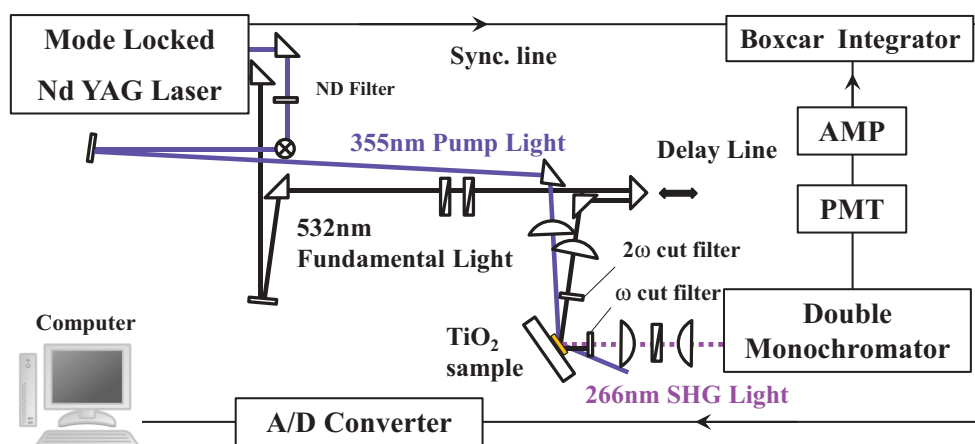 Mode Locked
Nd YAG Laser
Sync. line
Boxcar Integrator
ND Filter
AMP
355nm Pump Light
Delay Line
PMT
532nm
Fundamental Light
2ω cut filter
ω cut filter
Computer
TiO₂
sample
Double
Monochromator
266nm SHG Light
A/D Converter